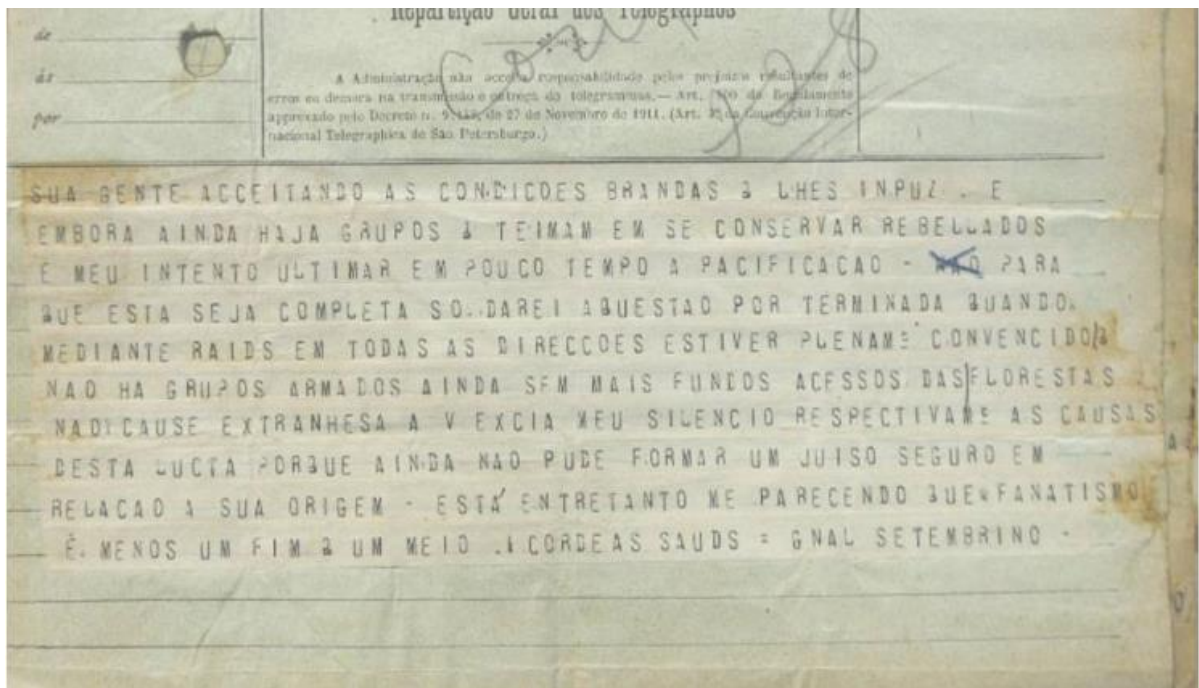 Repartição Geral dos Telegraphos
de
ás
por
A Administração não acceita responsabilidade pelos prejuizos resultantes de
erros ou demora na transmissão e entrega do telegrammas.— Art. do Regulamento
approvado pelo Decreto n. de 27 de Novembro de 1911. (Art. da Convenção Inter-
nacional Telegraphica de São Petersburgo.)
SUA GENTE ACCEITANDO AS CONDICOES BRANDAS Q LHES INPUZ . E
EMBORA AINDA HAJA GRUPOS Q TEIMAM EM SE CONSERVAR REBELLADOS
E MEU INTENTO ULTIMAR EM POUCO TEMPO A PACIFICACAO - NAO PARA
QUE ESTA SEJA COMPLETA SO..DAREI AQUESTAO POR TERMINADA QUANDO.
MEDIANTE RAIDS EM TODAS AS DIRECCOES ESTIVER PLENAME CONVENCIDO Q
NAO HA GRUPOS ARMADOS AINDA SEM MAIS FUNDOS ACESSOS DAS FLORESTAS
NADI CAUSE EXTRANHESA A V EXCIA MEU SILENCIO RESPECTIVAME AS CAUSAS
DESTA LUCTA PORQUE AINDA NAO PUDE FORMAR UM JUISO SEGURO EM
RELACAO A SUA ORIGEM - ESTÁ ENTRETANTO ME PARECENDO QUE FANATISMO
É. MENOS UM FIM Q UM MEIO . CORDEAS SAUDS = GNAL SETEMBRINO -